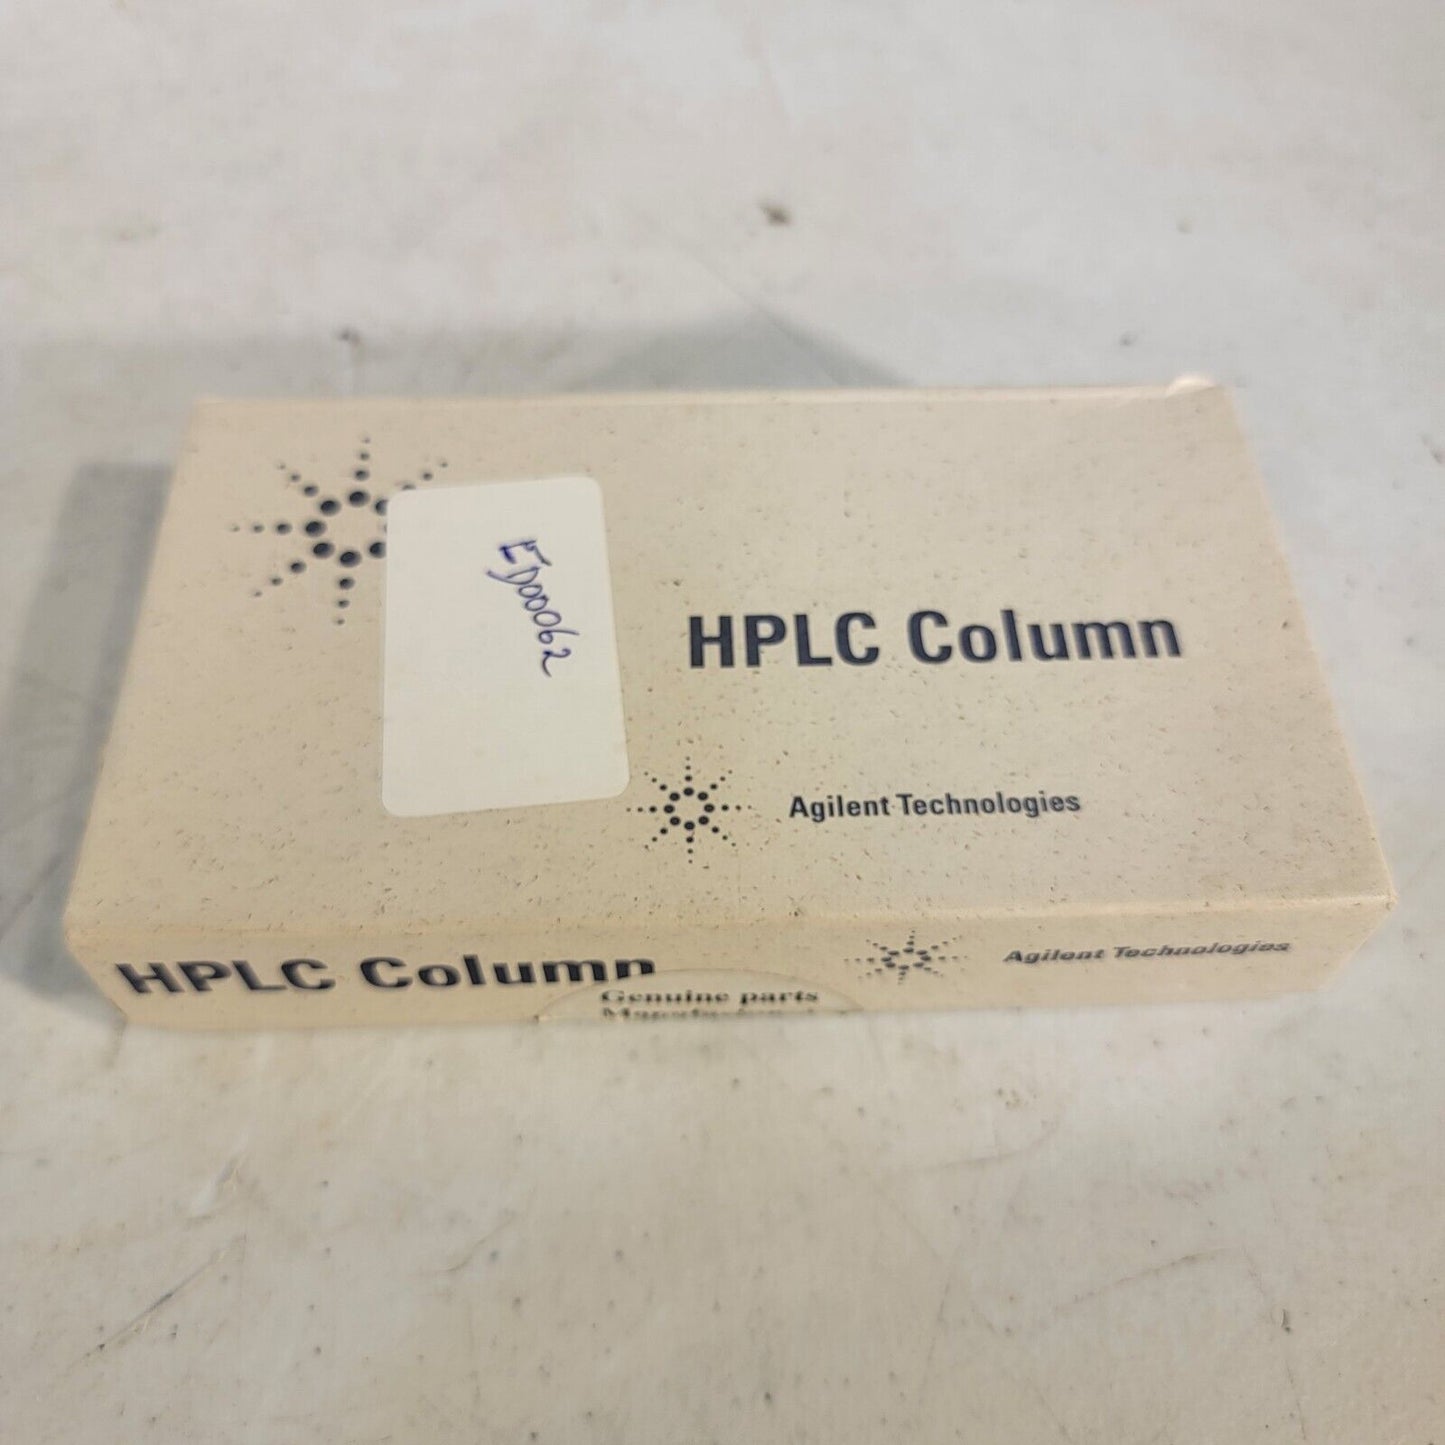 ED00062
HPLC Column
Agilent Technologies
HPLC Column
Agilent Technologies
Genuine parts